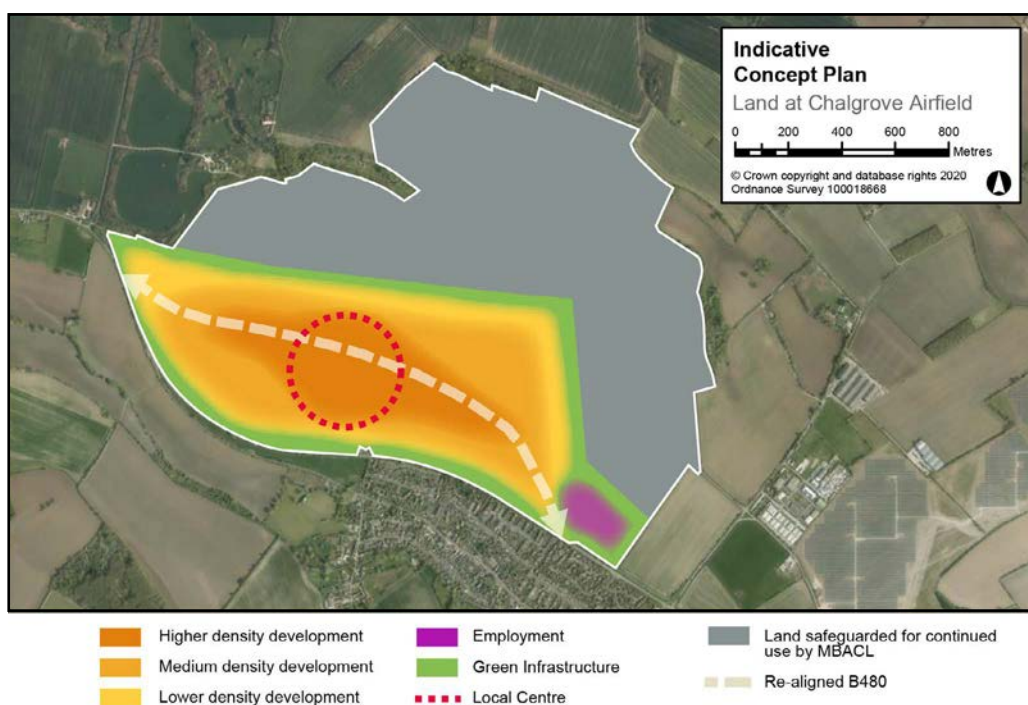 Indicative
Concept Plan
Land at Chalgrove Airfield
0 200 400 600 800
Metres
© Crown copyright and database rights 2020
Ordnance Survey 100018668
Higher density development
Medium density development
Lower density development
Employment
Green Infrastructure
Local Centre
Land safeguarded for continued
use by MBACL
Re-aligned B480